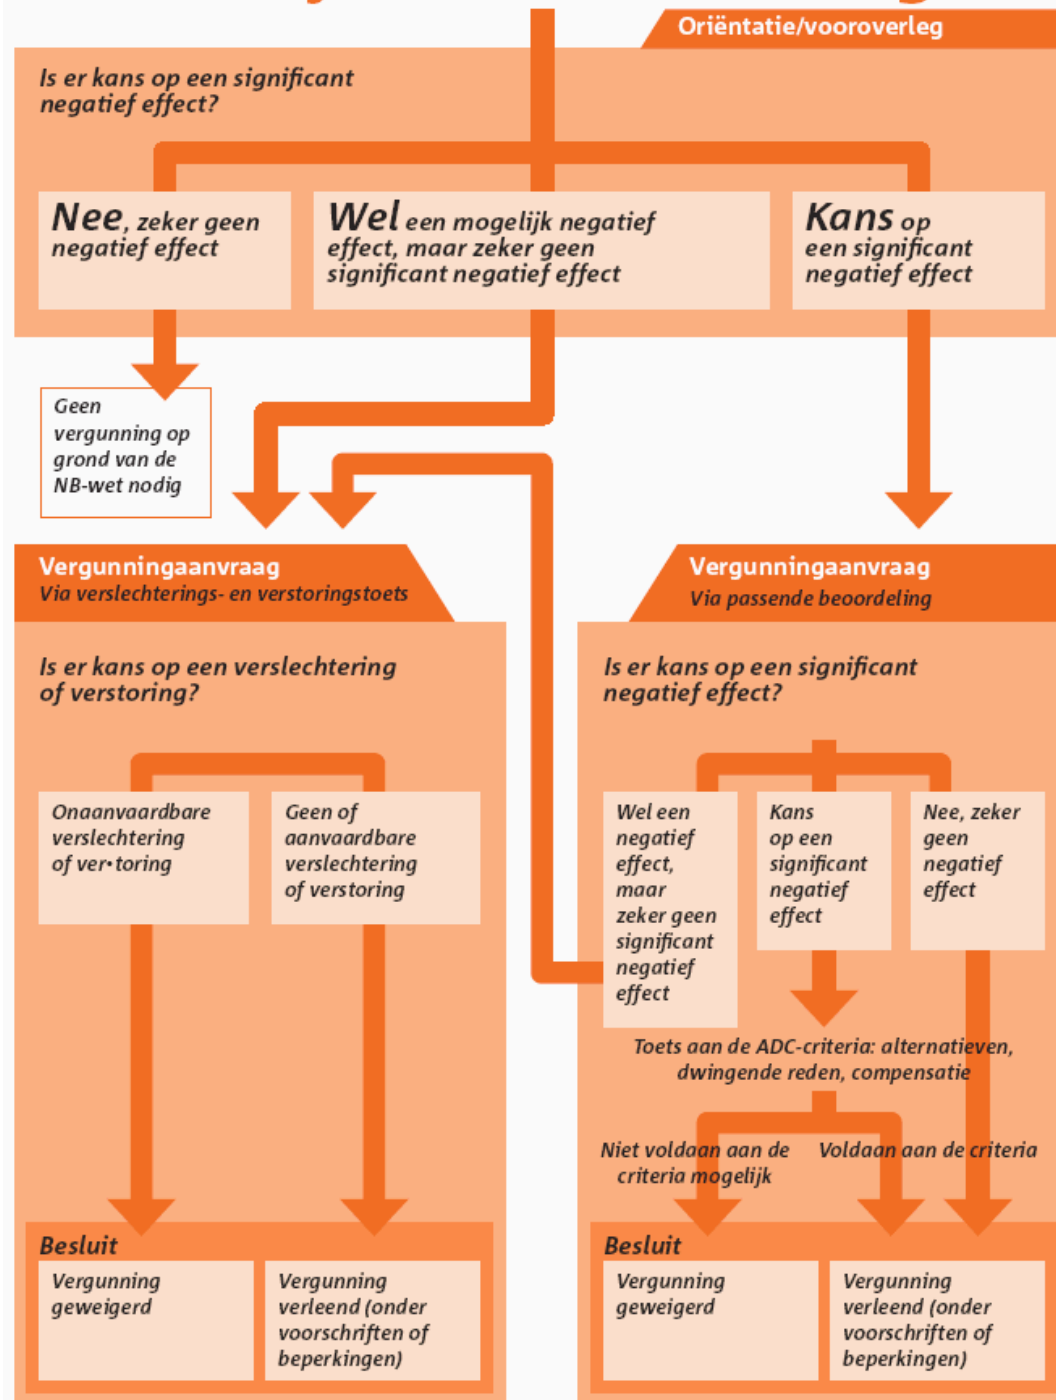 Oriëntatie/vooroverleg
Is er kans op een significant
negatief effect?
Nee, zeker geen
negatief effect
Wel een mogelijk negatief
effect, maar zeker geen
significant negatief effect
Kans op
een significant
negatief effect
Geen
vergunning op
grond van de
NB-wet nodig
Vergunningaanvraag
Via verslechterings- en verstoringstoets
Is er kans op een verslechtering
of verstoring?
Onaanvaardbare
verslechtering
of ver•toring
Geen of
aanvaardbare
verslechtering
of verstoring
Besluit
Vergunning
geweigerd
Vergunning
verleend (onder
voorschriften of
beperkingen)
Vergunningaanvraag
Via passende beoordeling
Is er kans op een significant
negatief effect?
Wel een
negatief
effect,
maar
zeker geen
significant
negatief
effect
Kans
op een
significant
negatief
effect
Nee, zeker
geen
negatief
effect
Toets aan de ADC-criteria: alternatieven,
dwingende reden, compensatie
Niet voldaan aan de
criteria mogelijk
Voldaan aan de criteria
Besluit
Vergunning
geweigerd
Vergunning
verleend (onder
voorschriften of
beperkingen)